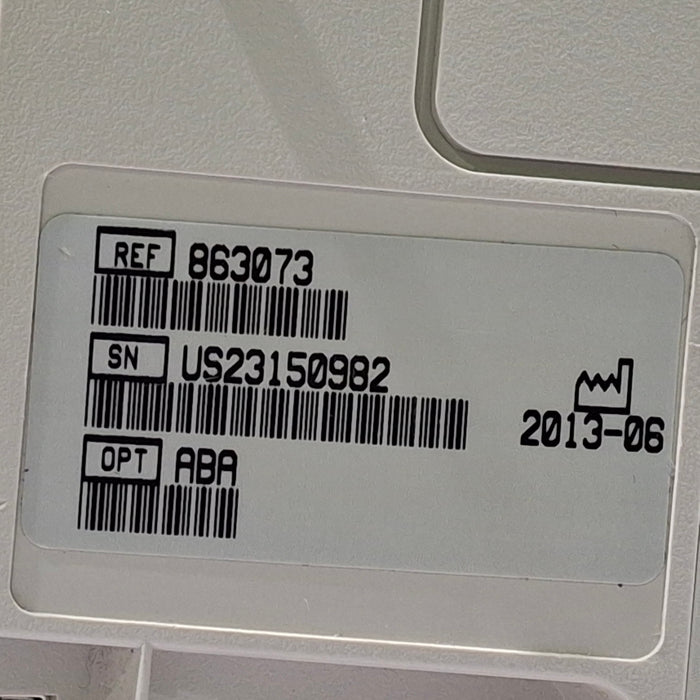 REF 863073
SN US23150982
2013-06
OPT ABA